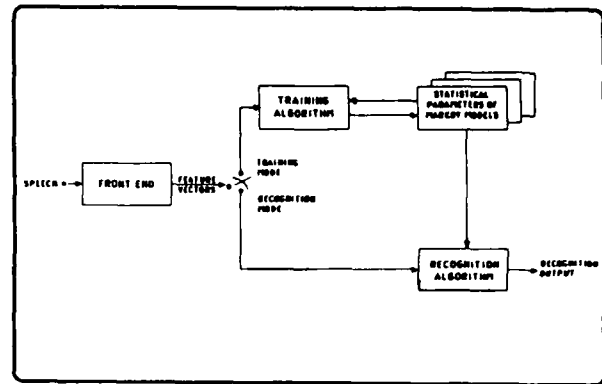 STATISTICAL
PARAMETERS OF
MARKOV MODELS
TRAINING
ALGORITHM
TRAINING
MODE
SPEECH
FRONT END
FEATURE
VECTORS
RECOGNITION
MODE
RECOGNITION
ALGORITHM
RECOGNITION
OUTPUT